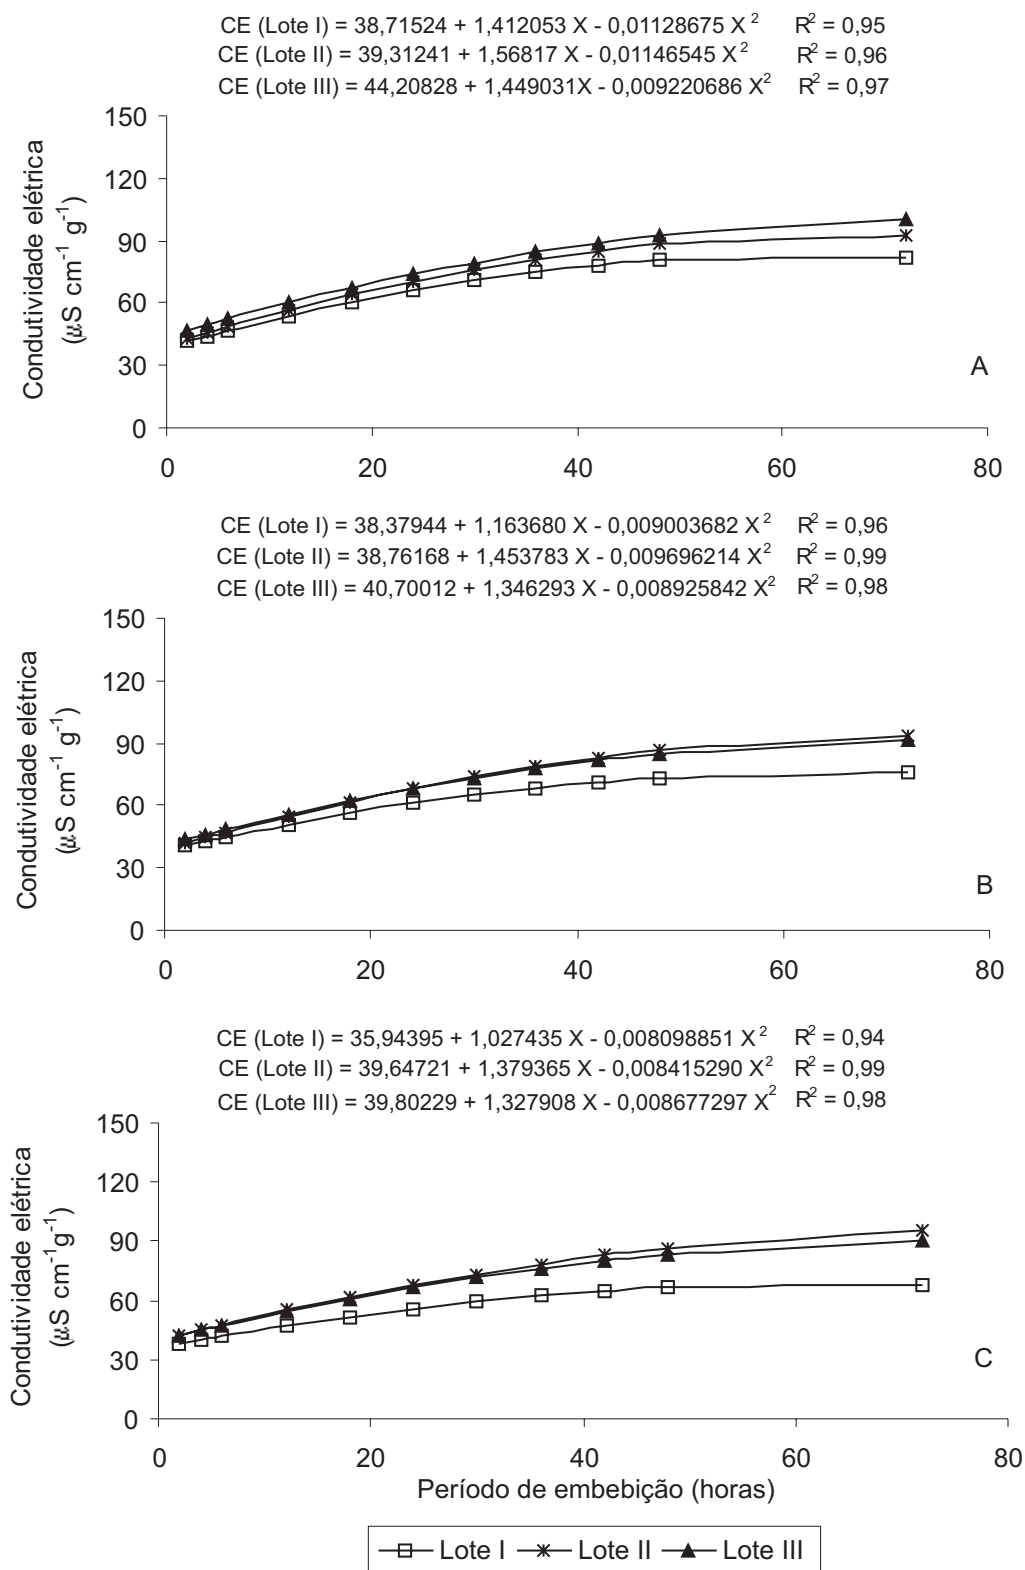 CE (Lote I) = 38,71524 + 1,412053 X - 0,01128675 X² R² = 0,95
CE (Lote II) = 39,31241 + 1,56817 X - 0,01146545 X² R² = 0,96
CE (Lote III) = 44,20828 + 1,449031X - 0,009220686 X² R² = 0,97
Condutividade elétrica
(µS cm⁻¹ g⁻¹)
150
120
90
60
30
0
A
0 20 40 60 80
CE (Lote I) = 38,37944 + 1,163680 X - 0,009003682 X² R² = 0,96
CE (Lote II) = 38,76168 + 1,453783 X - 0,009696214 X² R² = 0,99
CE (Lote III) = 40,70012 + 1,346293 X - 0,008925842 X² R² = 0,98
Condutividade elétrica
(µS cm⁻¹ g⁻¹)
150
120
90
60
30
0
B
0 20 40 60 80
CE (Lote I) = 35,94395 + 1,027435 X - 0,008098851 X² R² = 0,94
CE (Lote II) = 39,64721 + 1,379365 X - 0,008415290 X² R² = 0,99
CE (Lote III) = 39,80229 + 1,327908 X - 0,008677297 X² R² = 0,98
Condutividade elétrica
(µS cm⁻¹g⁻¹)
150
120
90
60
30
0
C
0 20 40 60 80
Período de embebição (horas)
Lote I Lote II Lote III